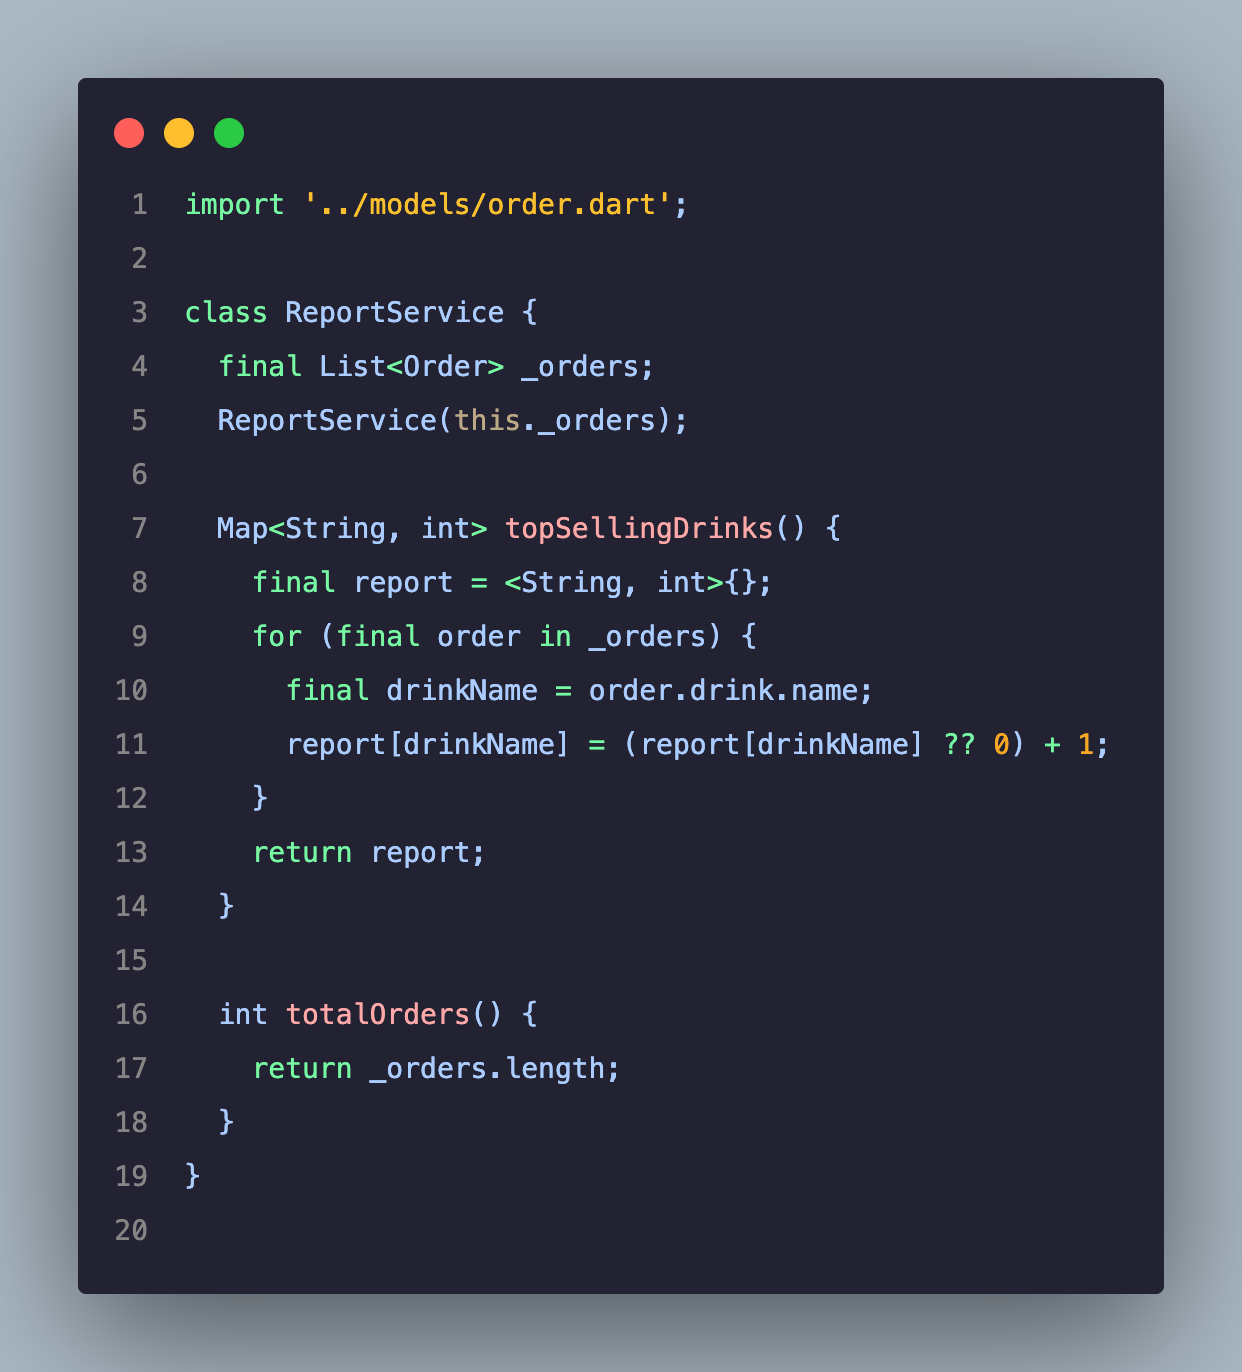 1 import '../models/order.dart';
2
3 class ReportService {
4   final List<Order> _orders;
5   ReportService(this._orders);
6
7   Map<String, int> topSellingDrinks() {
8     final report = <String, int>{};
9     for (final order in _orders) {
10       final drinkName = order.drink.name;
11       report[drinkName] = (report[drinkName] ?? 0) + 1;
12     }
13     return report;
14   }
15
16   int totalOrders() {
17     return _orders.length;
18   }
19 }
20